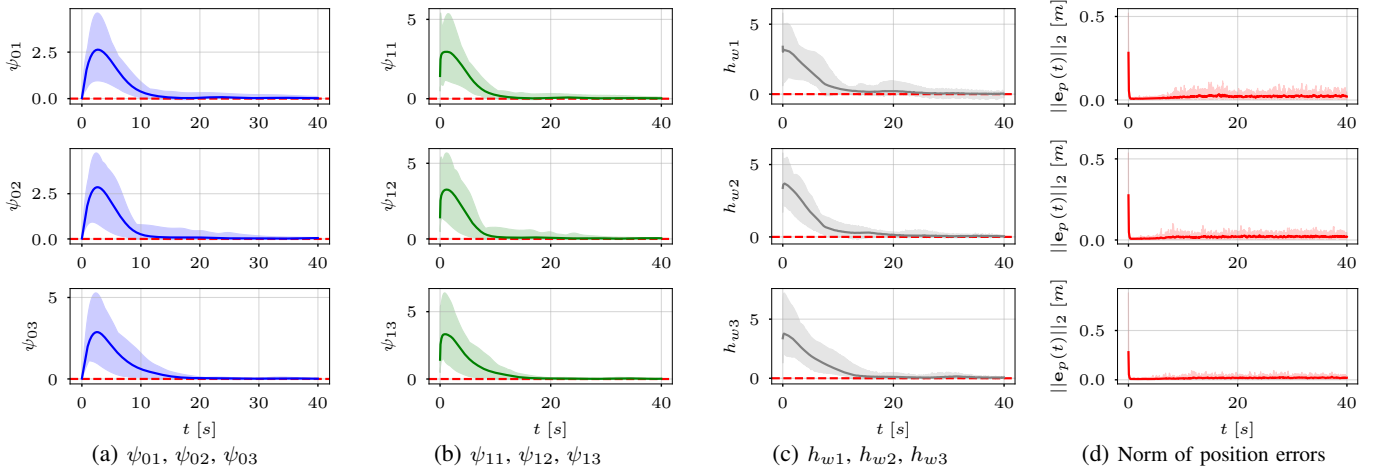 ψ01
2.5
0.0
0 10 20 30 40
ψ02
2.5
0.0
0 10 20 30 40
ψ03
5
0
0 10 20 30 40
t [s]
(a) ψ01, ψ02, ψ03
ψ11
5
0
0 20 40
ψ12
5
0
0 20 40
ψ13
5
0
0 20 40
t [s]
(b) ψ11, ψ12, ψ13
hw1
5
0
0 20 40
hw2
5
0
0 20 40
hw3
5
0
0 20 40
t [s]
(c) hw1, hw2, hw3
||ep(t)||2 [m]
0.5
0.0
0 20 40
||ep(t)||2 [m]
0.5
0.0
0 20 40
||ep(t)||2 [m]
0.5
0.0
0 20 40
t [s]
(d) Norm of position errors